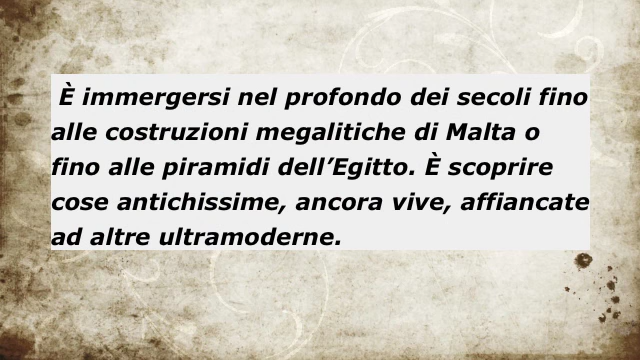 È immergersi nel profondo dei secoli fino
alle costruzioni megalitiche di Malta o
fino alle piramidi dell’Egitto. È scoprire
cose antichissime, ancora vive, affiancate
ad altre ultramoderne.